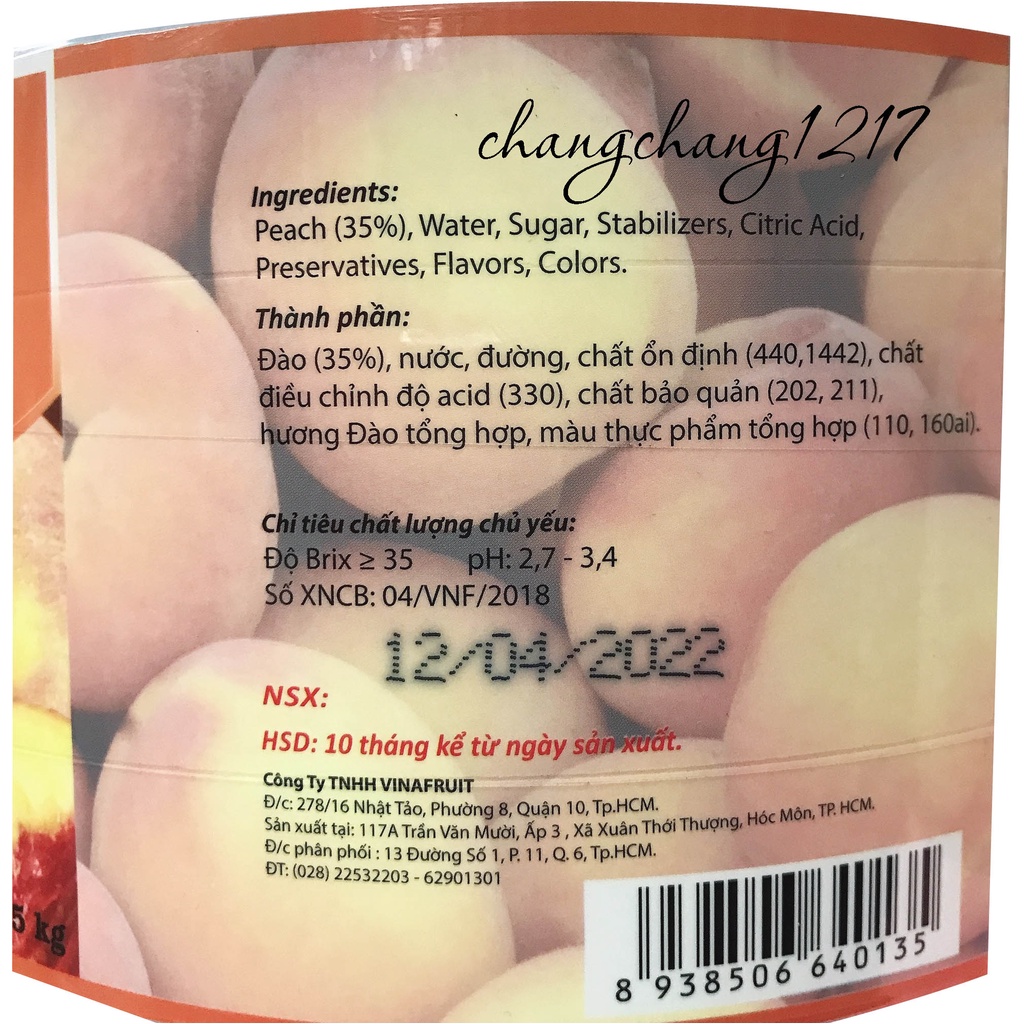 changchang1217
Ingredients:
Peach (35%), Water, Sugar, Stabilizers, Citric Acid,
Preservatives, Flavors, Colors.
Thành phần:
Đào (35%), nước, đường, chất ổn định (440,1442), chất
điều chỉnh độ acid (330), chất bảo quản (202, 211),
hương Đào tổng hợp, màu thực phẩm tổng hợp (110, 160ai).
Chỉ tiêu chất lượng chủ yếu:
Độ Brix ≥ 35 pH: 2,7 - 3,4
Số XNCB: 04/VNF/2018
12/04/2022
NSX:
HSD: 10 tháng kể từ ngày sản xuất.
Công Ty TNHH VINAFRUIT
Đ/c: 278/16 Nhật Tảo, Phường 8, Quận 10, Tp.HCM.
Sản xuất tại: 117A Trần Văn Mười, Ấp 3 , Xã Xuân Thới Thượng, Hóc Môn, TP. HCM.
Đ/c phân phối : 13 Đường Số 1, P. 11, Q. 6, Tp.HCM.
ĐT: (028) 22532203 - 62901301
5 kg
8 938506 640135